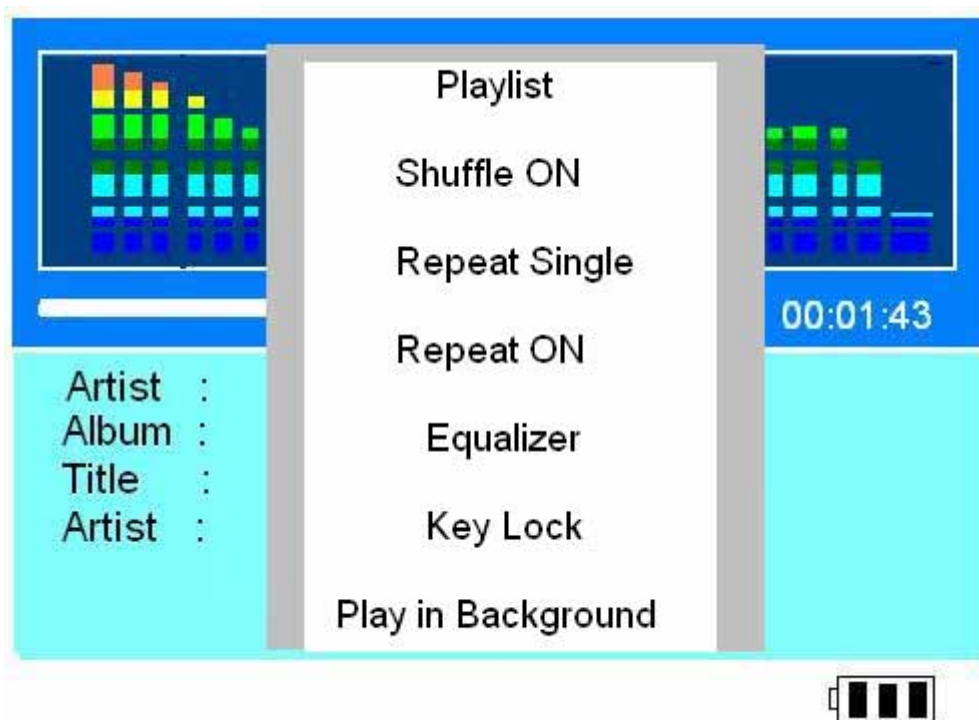 Playlist
Shuffle ON
Repeat Single
Repeat ON
Equalizer
Key Lock
Play in Background
00:01:43
Artist :
Album :
Title :
Artist :